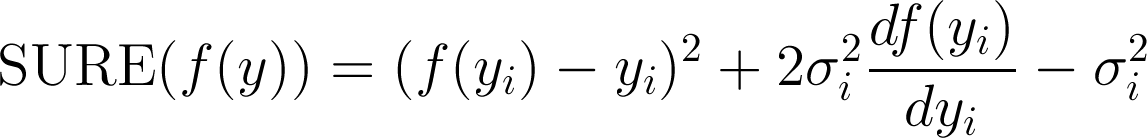 SURE(f(y)) = (f(y_i) − y_i)^2 + 2σ_i^2 \frac{df(y_i)}{dy_i} − σ_i^2